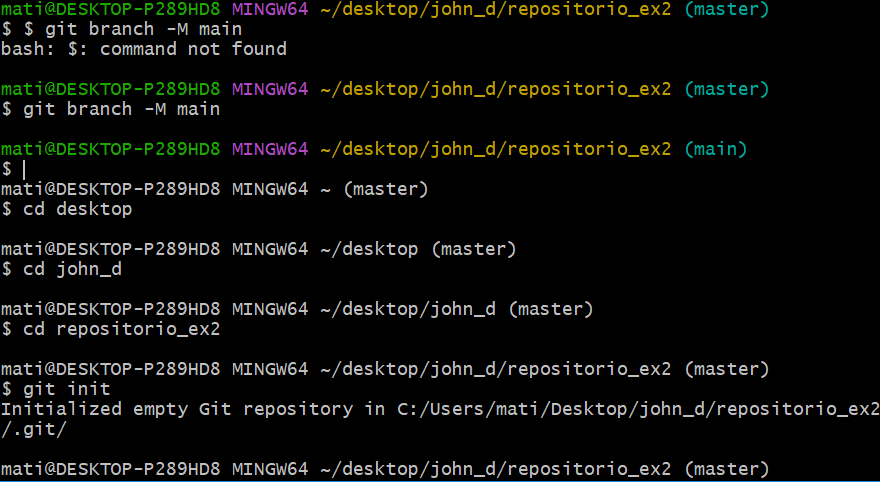 mati@DESKTOP-P289HD8 MINGW64 ~/desktop/john_d/repositorio_ex2 (master)
$ $ git branch -M main
bash: $: command not found
mati@DESKTOP-P289HD8 MINGW64 ~/desktop/john_d/repositorio_ex2 (master)
$ git branch -M main
mati@DESKTOP-P289HD8 MINGW64 ~/desktop/john_d/repositorio_ex2 (main)
$
mati@DESKTOP-P289HD8 MINGW64 ~ (master)
$ cd desktop
mati@DESKTOP-P289HD8 MINGW64 ~/desktop (master)
$ cd john_d
mati@DESKTOP-P289HD8 MINGW64 ~/desktop/john_d (master)
$ cd repositorio_ex2
mati@DESKTOP-P289HD8 MINGW64 ~/desktop/john_d/repositorio_ex2 (master)
$ git init
Initialized empty Git repository in C:/Users/mati/Desktop/john_d/repositorio_ex2
/.git/
mati@DESKTOP-P289HD8 MINGW64 ~/desktop/john_d/repositorio_ex2 (master)